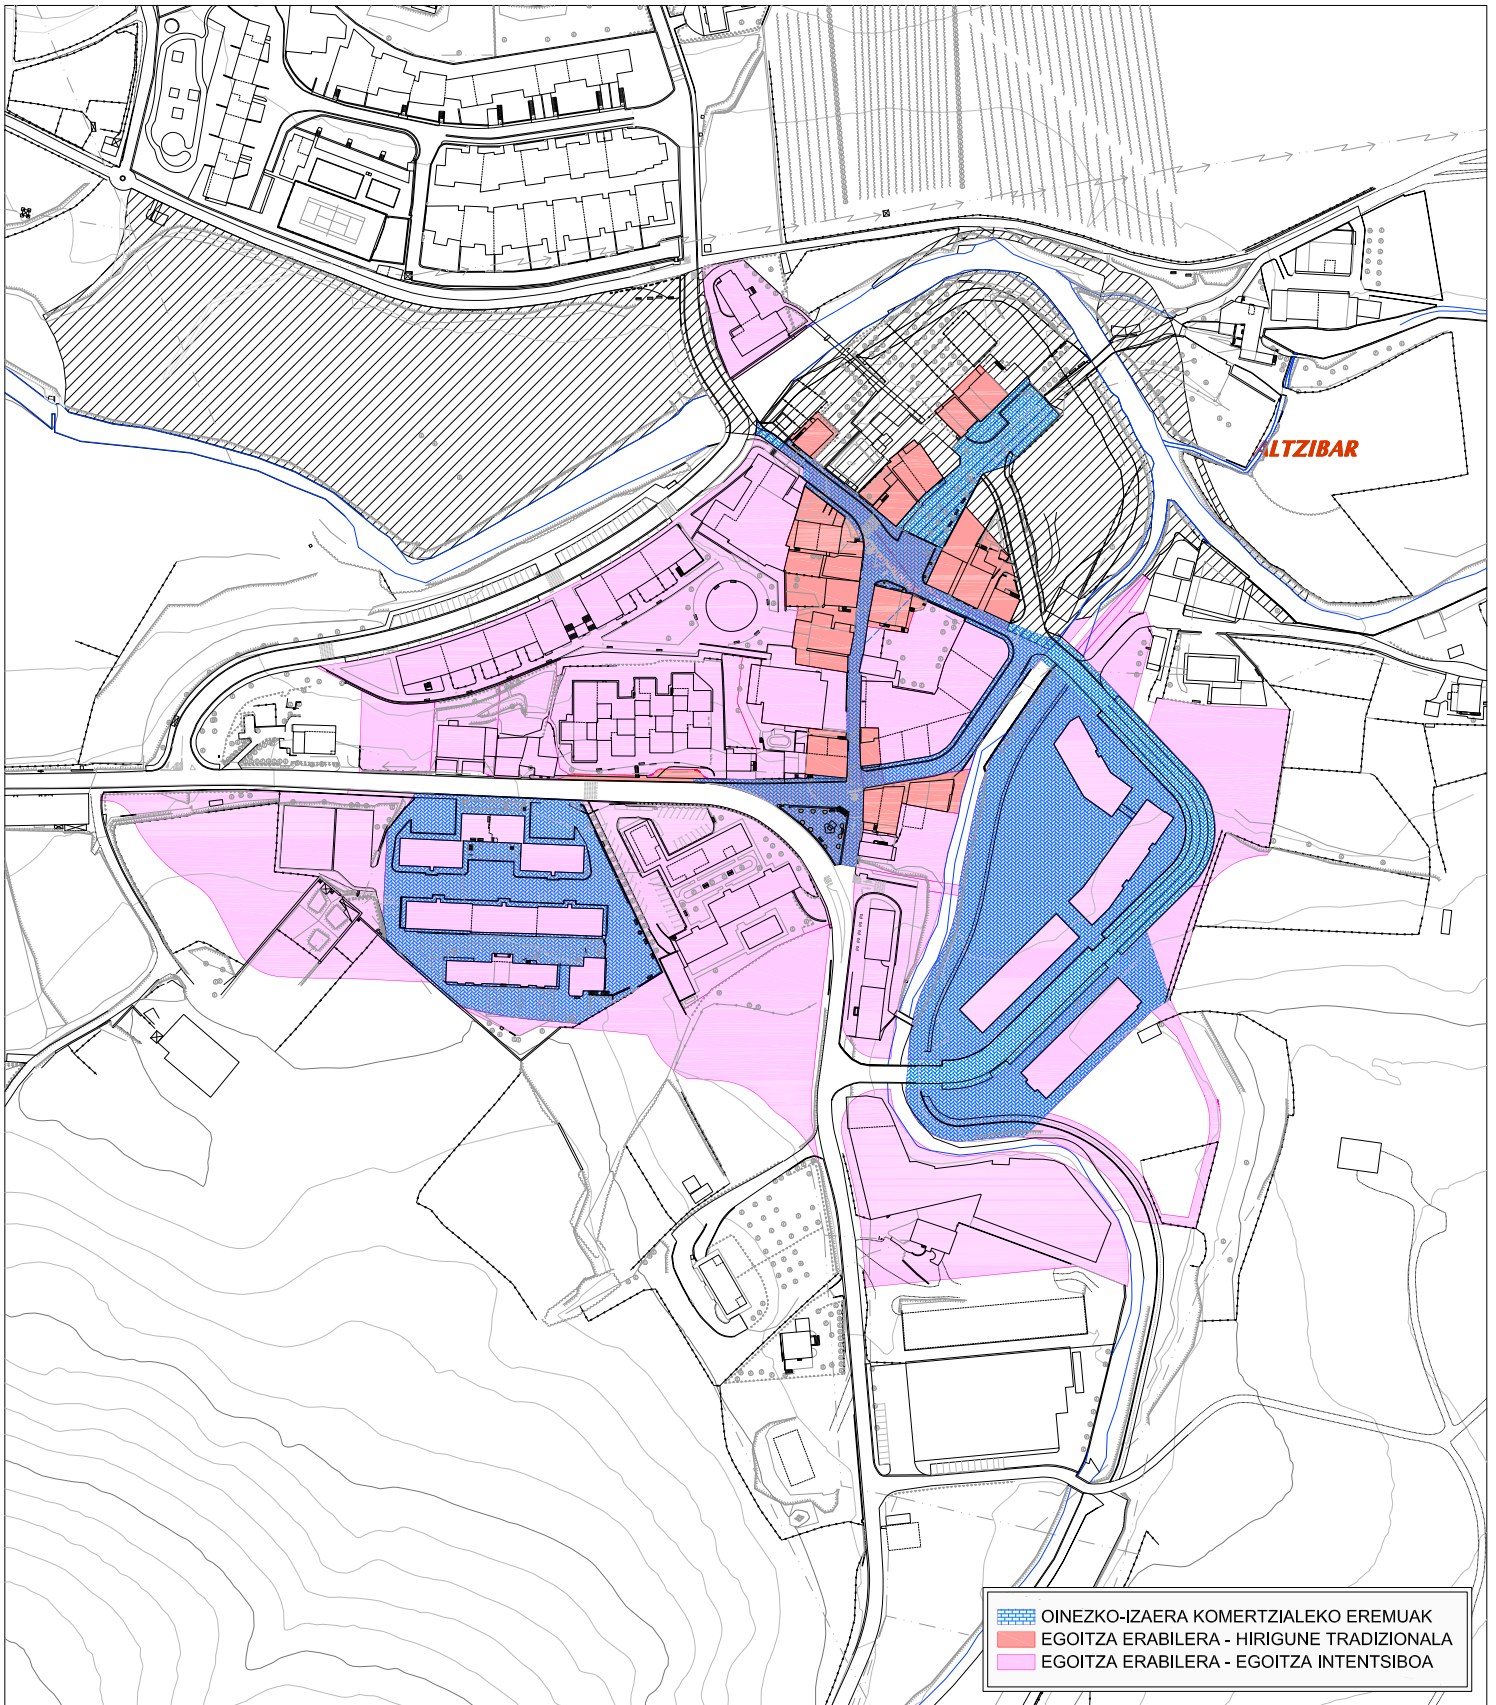 ALTZIBAR
OINEZKO-IZAERA KOMERTZIALEKO EREMUAK
EGOITZA ERABILERA - HIRIGUNE TRADIZIONALA
EGOITZA ERABILERA - EGOITZA INTENTSIBOA